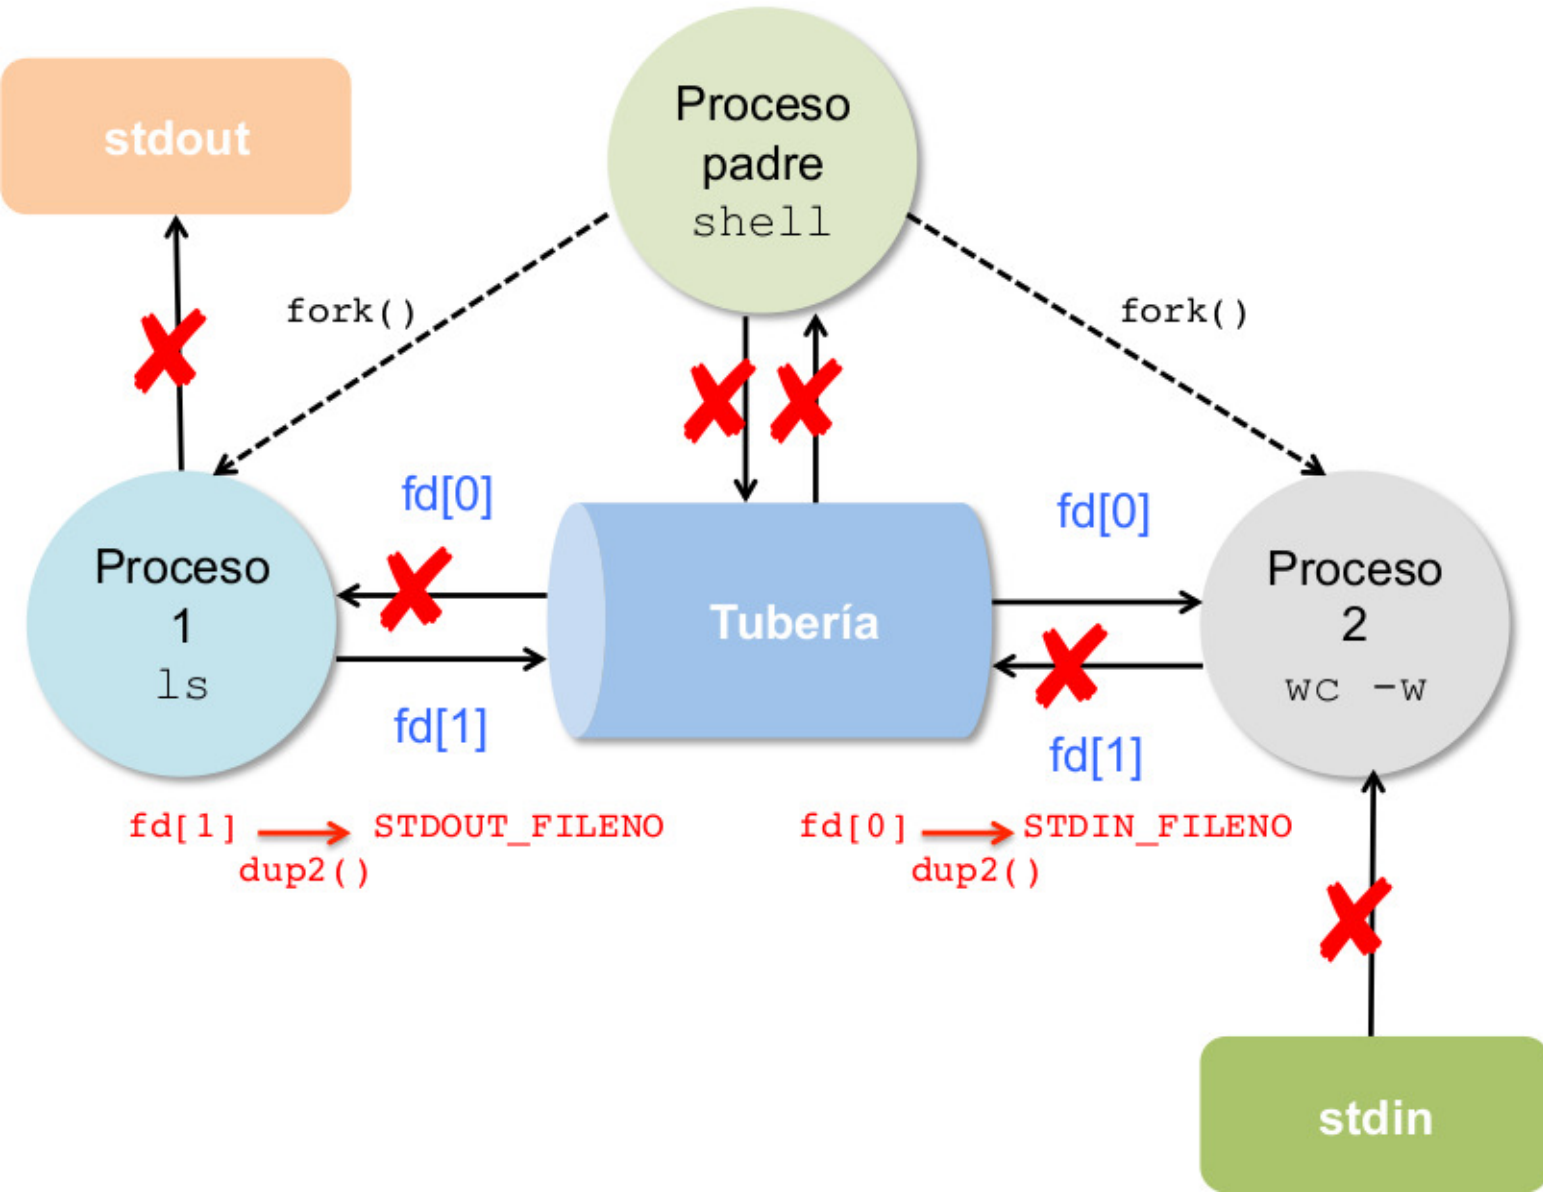 Proceso
padre
shell
stdout
fork()
fork()
fd[0]
fd[0]
Proceso
1
ls
Tubería
Proceso
2
wc -w
fd[1]
fd[1]
fd[1] STDOUT_FILENO
dup2()
fd[0] STDIN_FILENO
dup2()
stdin